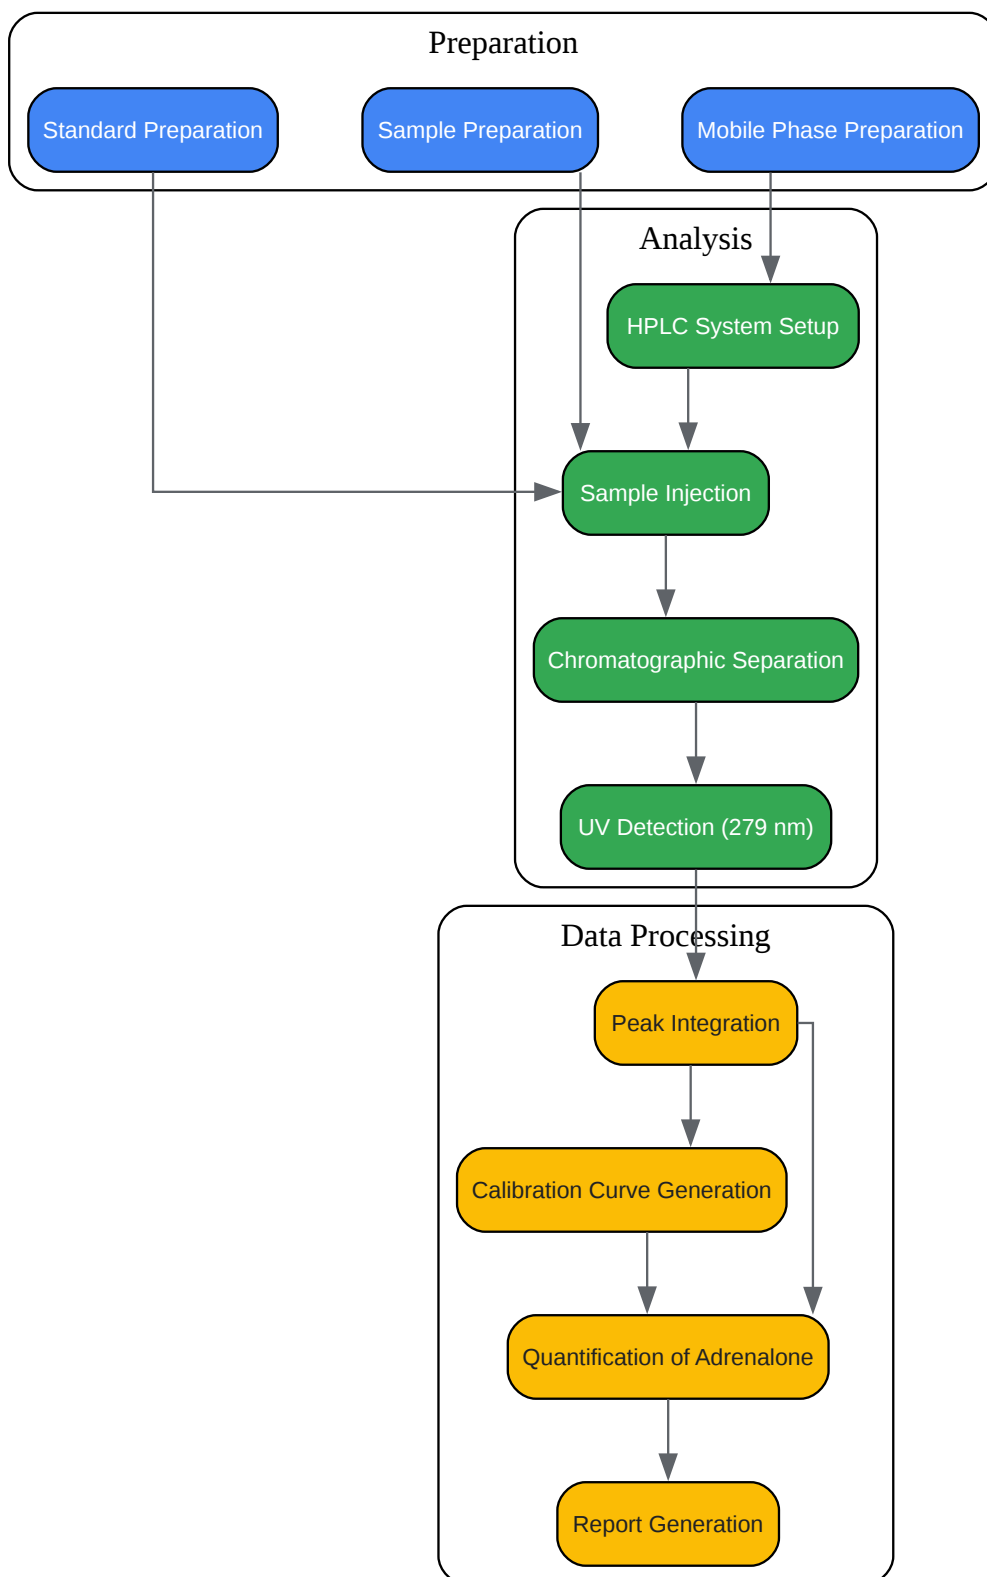 Preparation
Standard Preparation
Sample Preparation
Mobile Phase Preparation
Analysis
HPLC System Setup
Sample Injection
Chromatographic Separation
UV Detection (279 nm)
Data Processing
Peak Integration
Calibration Curve Generation
Quantification of Adrenalone
Report Generation